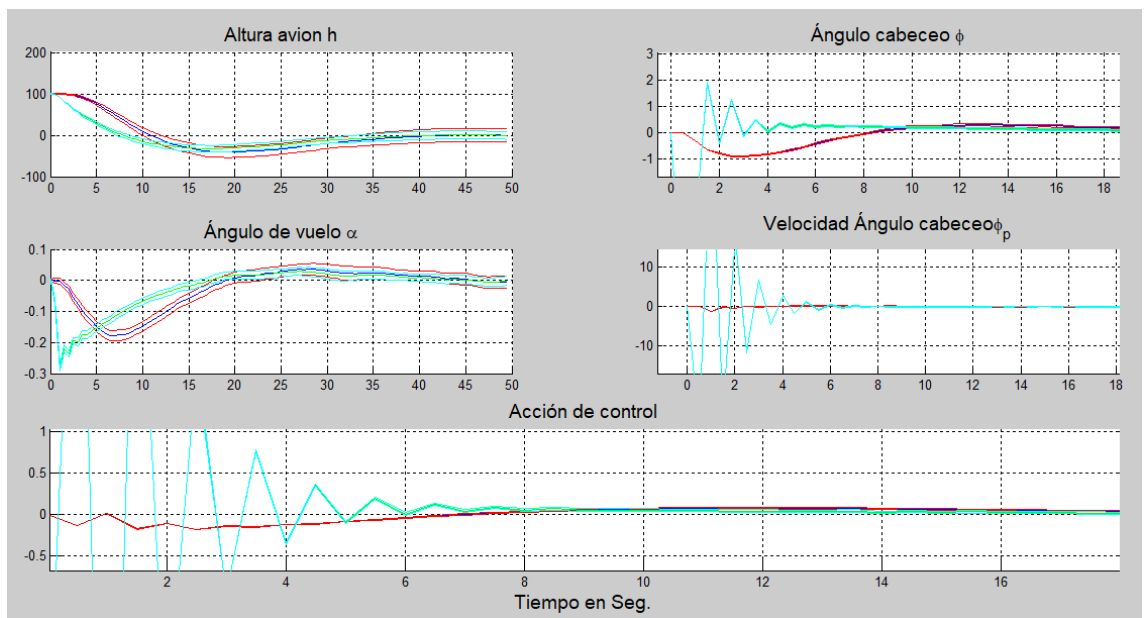 Altura avion h
200
100
0
-100
0 5 10 15 20 25 30 35 40 45 50
Ángulo cabeceo ϕ
3
2
1
0
-1
0 2 4 6 8 10 12 14 16 18
Ángulo de vuelo α
0.1
0
-0.1
-0.2
-0.3
0 5 10 15 20 25 30 35 40 45 50
Velocidad Ángulo cabeceoϕp
10
0
-10
0 2 4 6 8 10 12 14 16 18
Acción de control
1
0.5
0
-0.5
2 4 6 8 10 12 14 16
Tiempo en Seg.